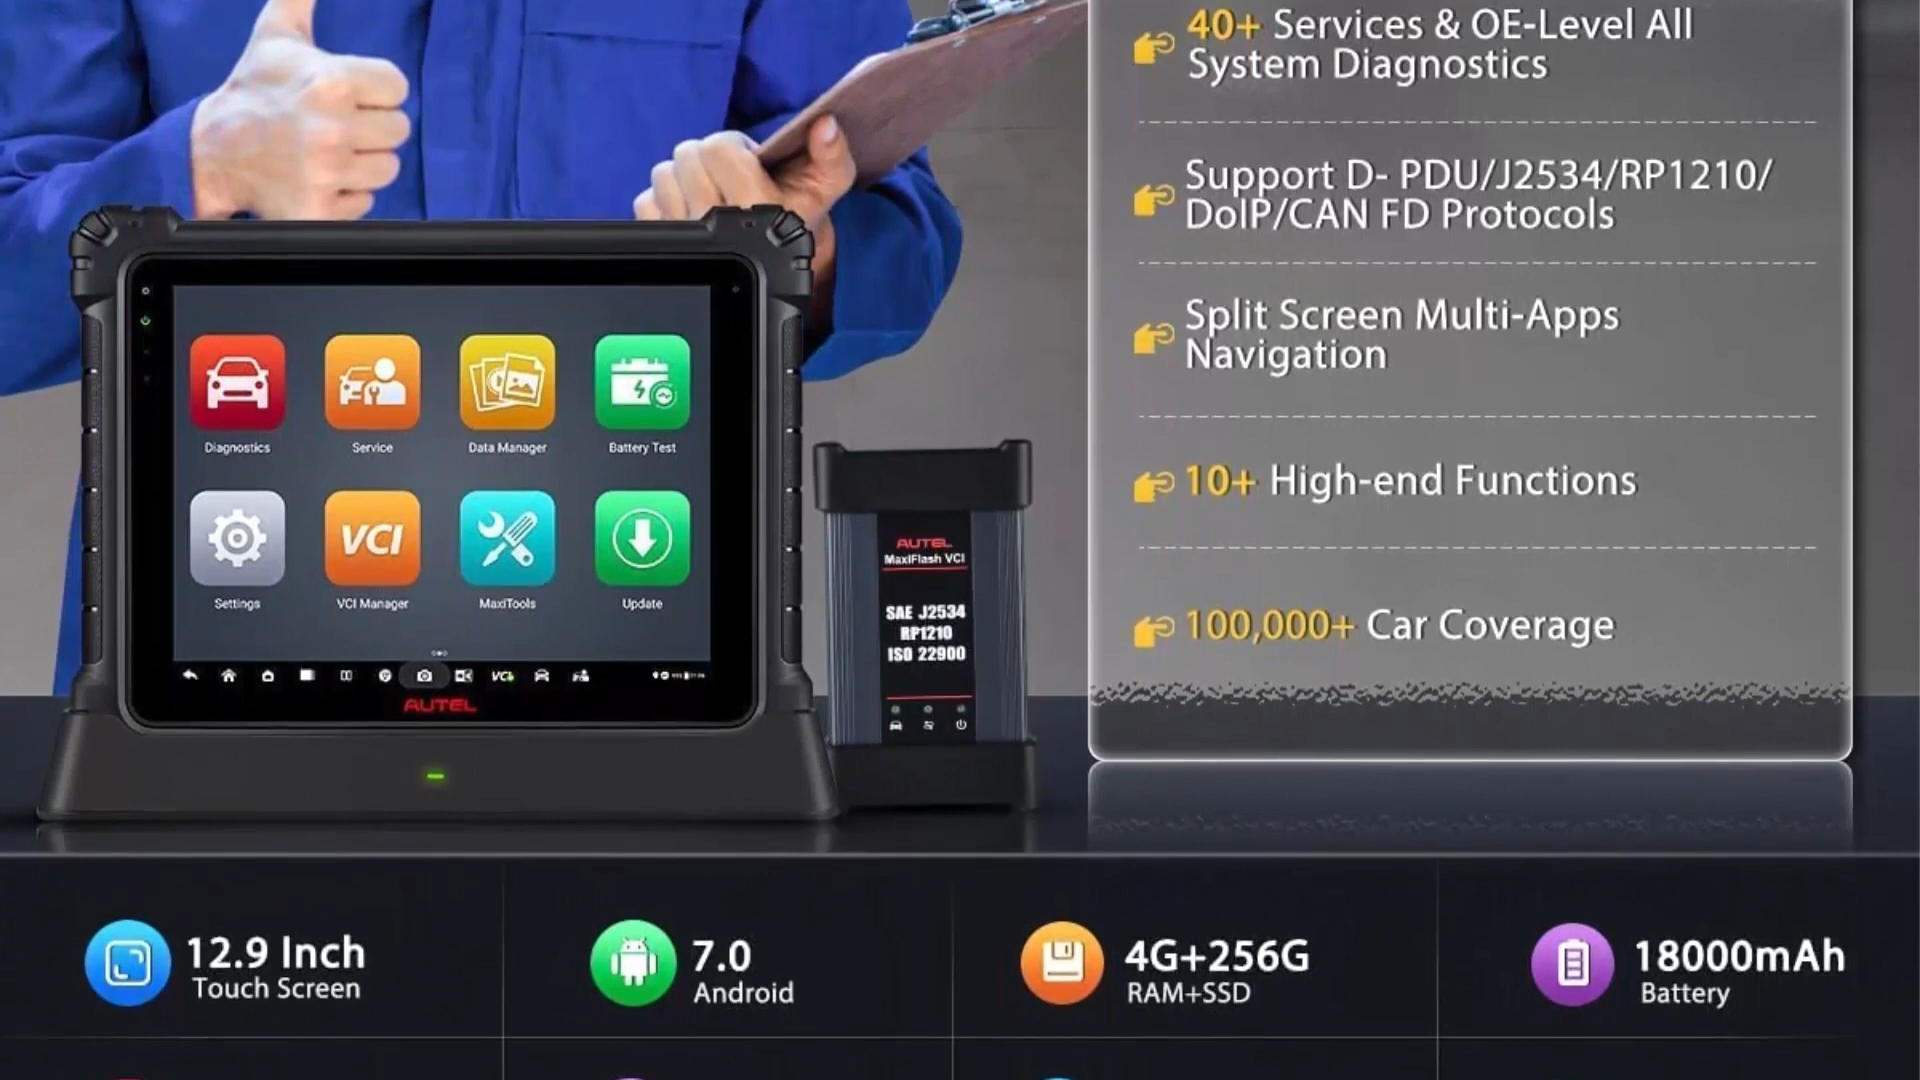 40+ Services & OE-Level All
System Diagnostics
Support D- PDU/J2534/RP1210/
DoIP/CAN FD Protocols
Split Screen Multi-Apps
Navigation
10+ High-end Functions
100,000+ Car Coverage
Diagnostics
Service
Data Manager
Battery Test
VCI
Settings
VCI Manager
MaxiTools
Update
VCI
AUTEL
AUTEL
MaxiFlash VCI
SAE J2534
RP1210
ISO 22900
12.9 Inch
Touch Screen
7.0
Android
4G+256G
RAM+SSD
18000mAh
Battery